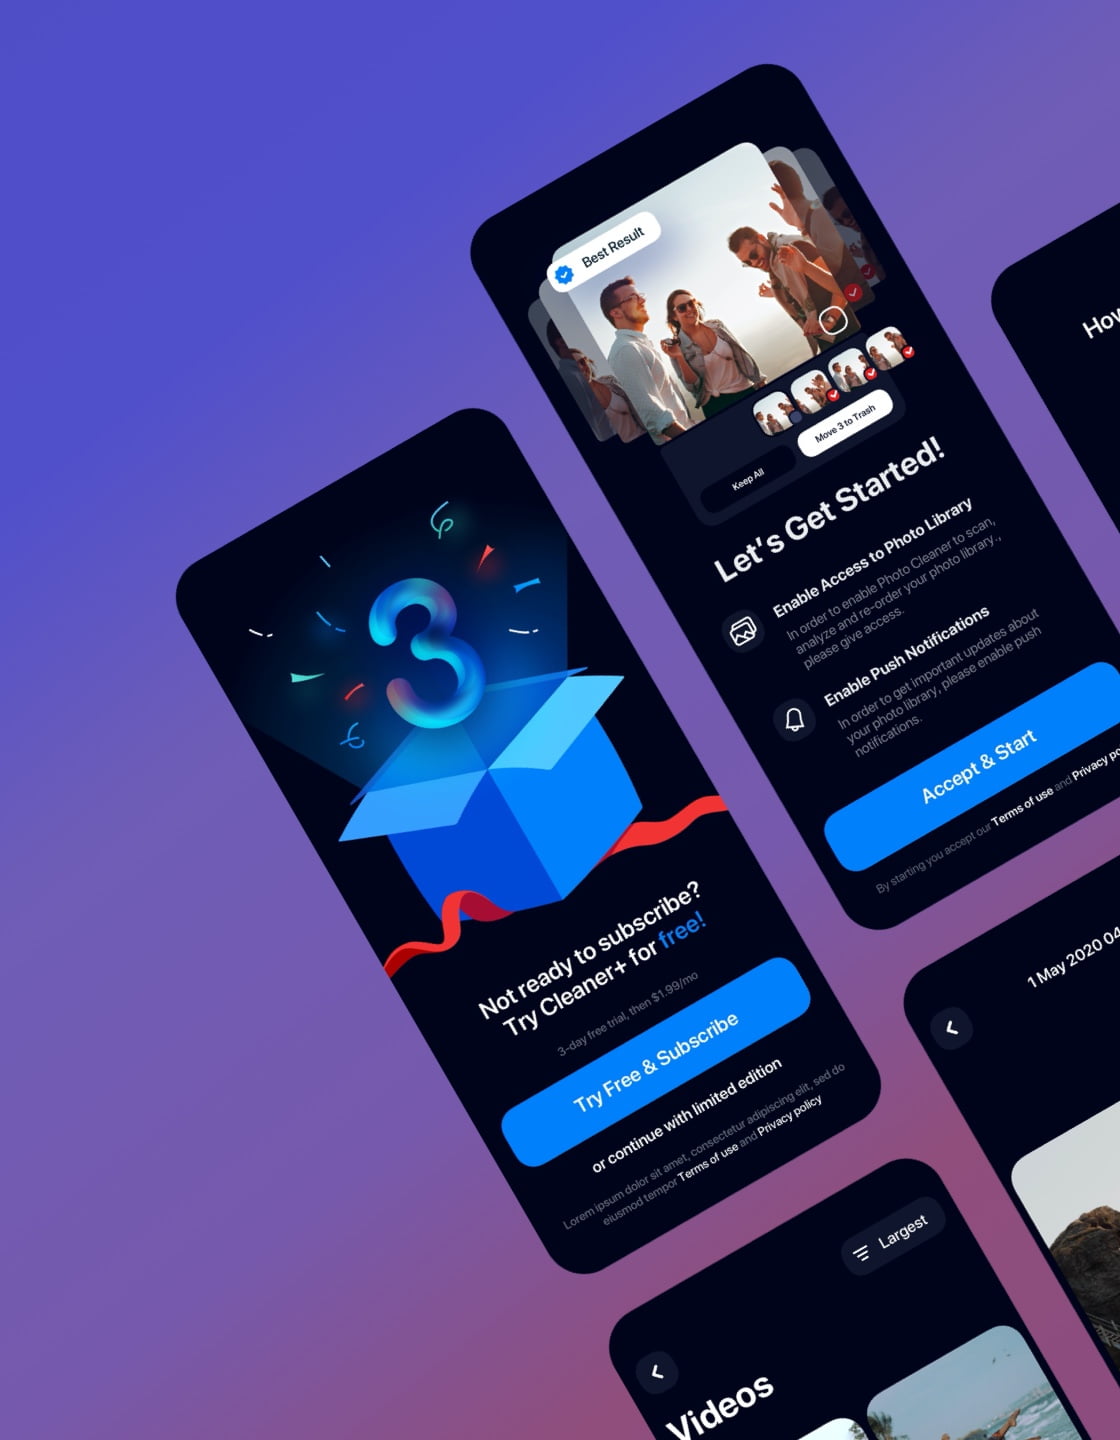 Best Result
Keep All
Move 3 to Trash
Let's Get Started!
Enable Access to Photo Library
In order to enable Photo Cleaner to scan,
analyze and re-order your photo library.,
please give access.
Enable Push Notifications
In order to get important updates about
your photo library, please enable push
notifications.
Accept & Start
By starting you accept our Terms of use and Privacy
3
Not ready to subscribe?
Try Cleaner+ for free!
3-day free trial, then $1.99/mo
Try Free & Subscribe
or continue with limited edition
Lorem ipsum dolor sit amet, consectetur adipiscing elit, sed do
eiusmod tempor Terms of use and Privacy policy
1 May 2020 04
Largest
Videos